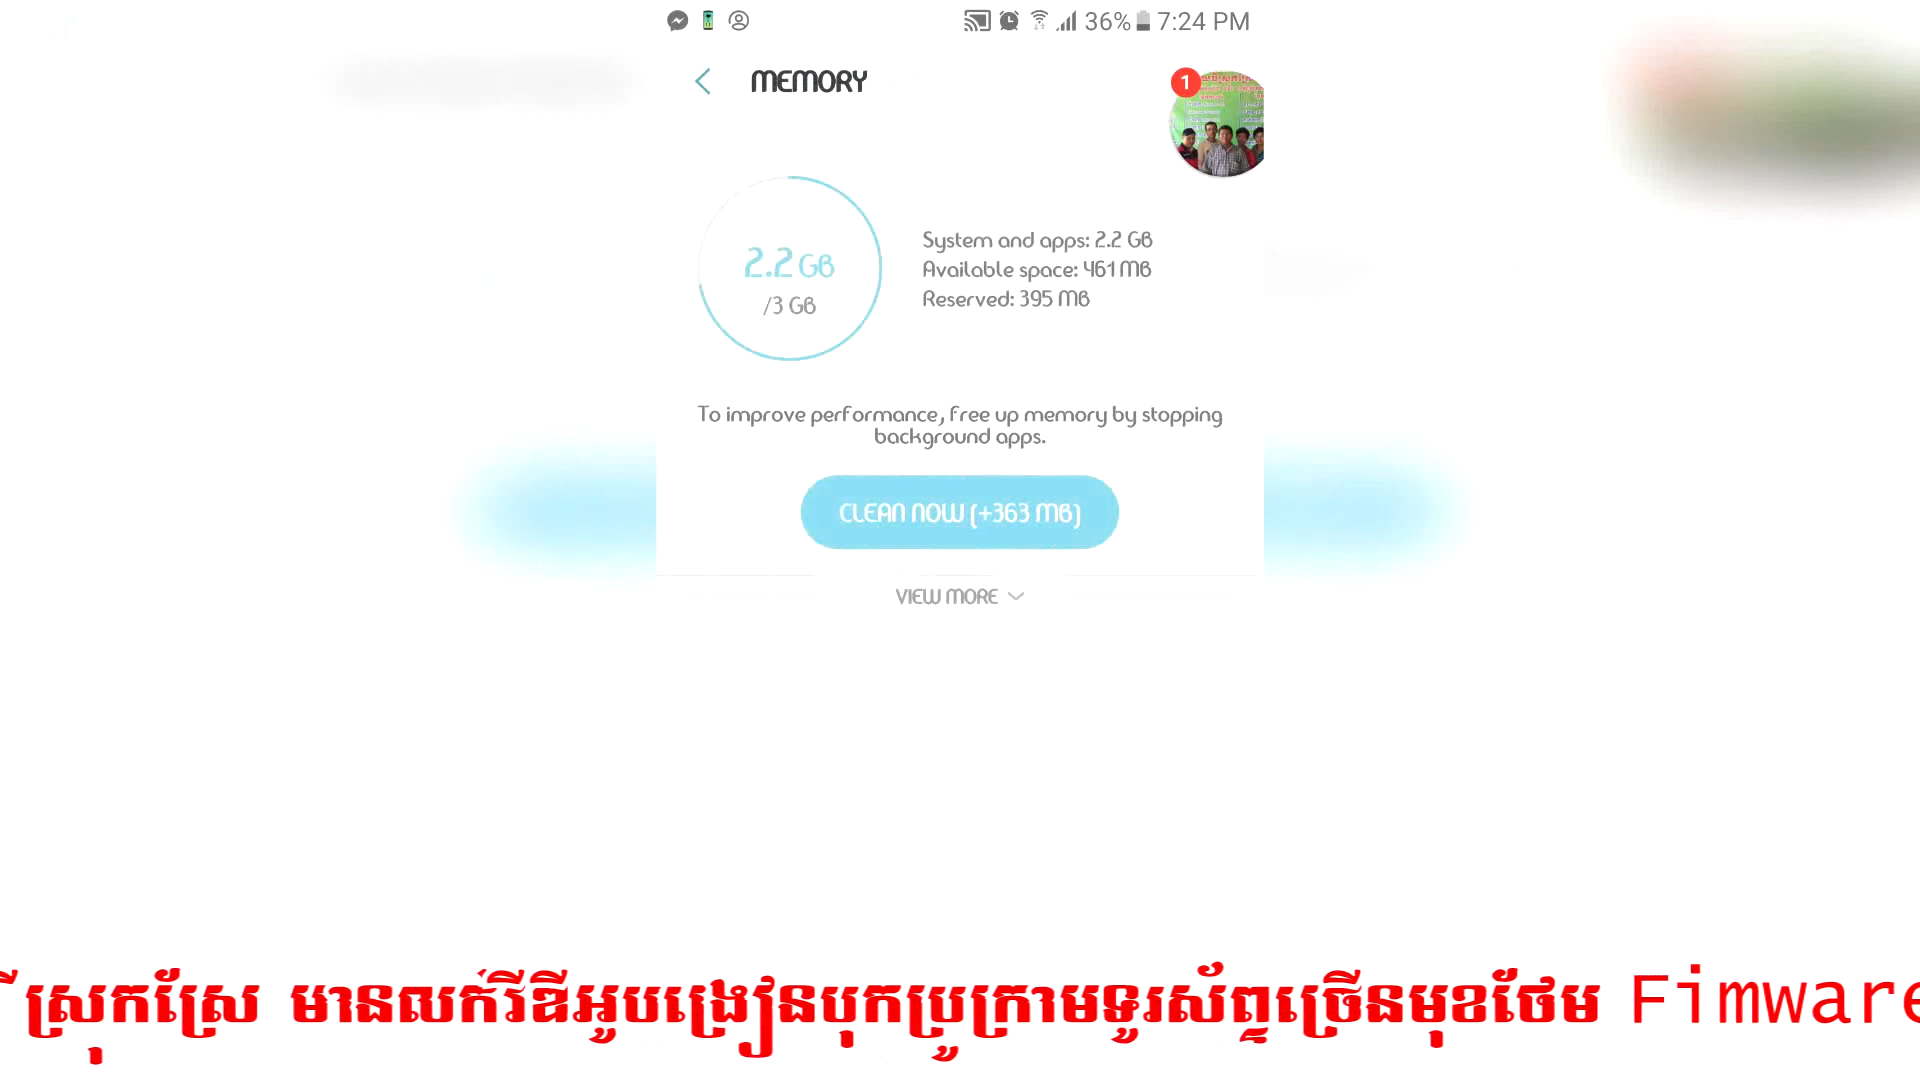 36% 7:24 PM
MEMORY
1
2.2 GB
/3 GB
System and apps: 2.2 GB
Available space: 461 MB
Reserved: 395 MB
To improve performance, free up memory by stopping
background apps.
CLEAN NOW (+363 MB)
VIEW MORE
ស្រុកស្រែ មានលក់វីឌីអូបង្រៀនបុកប្រូក្រាមទូរស័ព្ទច្រើនមុខថែម Fimware